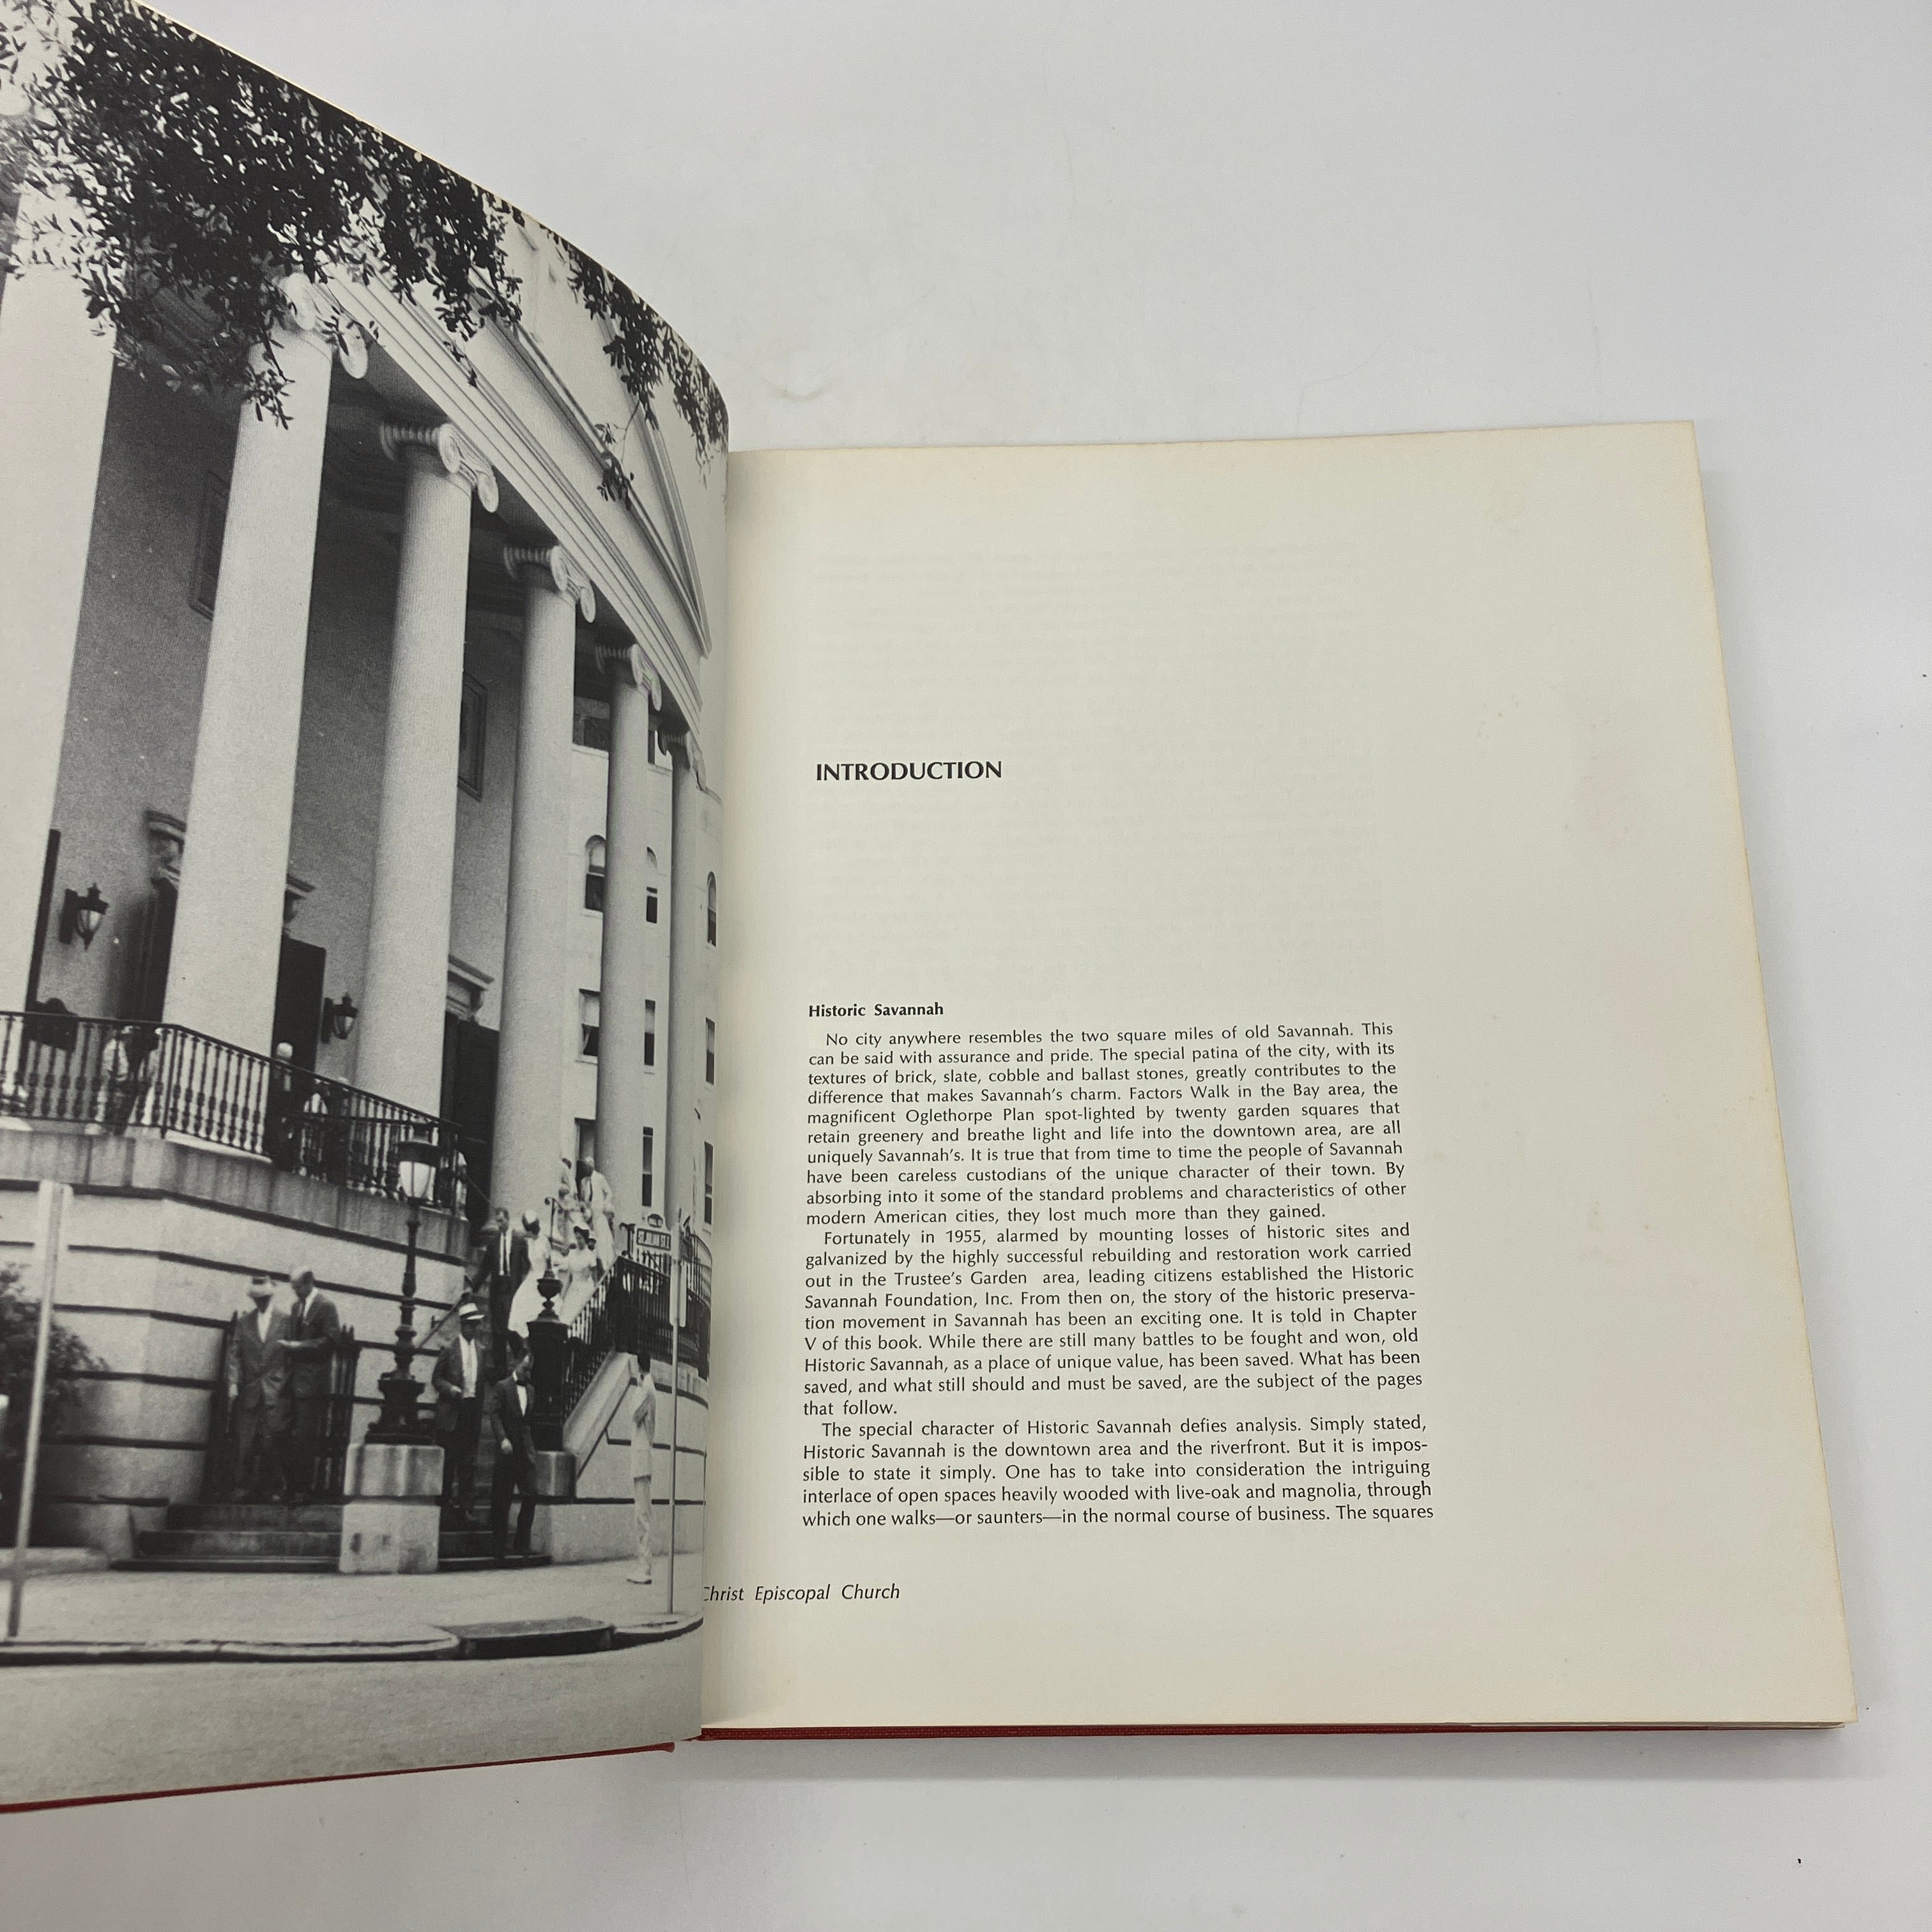 INTRODUCTION
Historic Savannah
No city anywhere resembles the two square miles of old Savannah. This
can be said with assurance and pride. The special patina of the city, with its
textures of brick, slate, cobble and ballast stones, greatly contributes to the
difference that makes Savannah's charm. Factors Walk in the Bay area, the
magnificent Oglethorpe Plan spot-lighted by twenty garden squares that
retain greenery and breathe light and life into the downtown area, are all
uniquely Savannah's. It is true that from time to time the people of Savannah
have been careless custodians of the unique character of their town. By
absorbing into it some of the standard problems and characteristics of other
modern American cities, they lost much more than they gained.
Fortunately in 1955, alarmed by mounting losses of historic sites and
galvanized by the highly successful rebuilding and restoration work carried
out in the Trustee's Garden area, leading citizens established the Historic
Savannah Foundation, Inc. From then on, the story of the historic preserva-
tion movement in Savannah has been an exciting one. It is told in Chapter
V of this book. While there are still many battles to be fought and won, old
Historic Savannah, as a place of unique value, has been saved. What has been
saved, and what still should and must be saved, are the subject of the pages
that follow.
The special character of Historic Savannah defies analysis. Simply stated,
Historic Savannah is the downtown area and the riverfront. But it is impos-
sible to state it simply. One has to take into consideration the intriguing
interlace of open spaces heavily wooded with live-oak and magnolia, through
which one walks—or saunters—in the normal course of business. The squares
Christ Episcopal Church